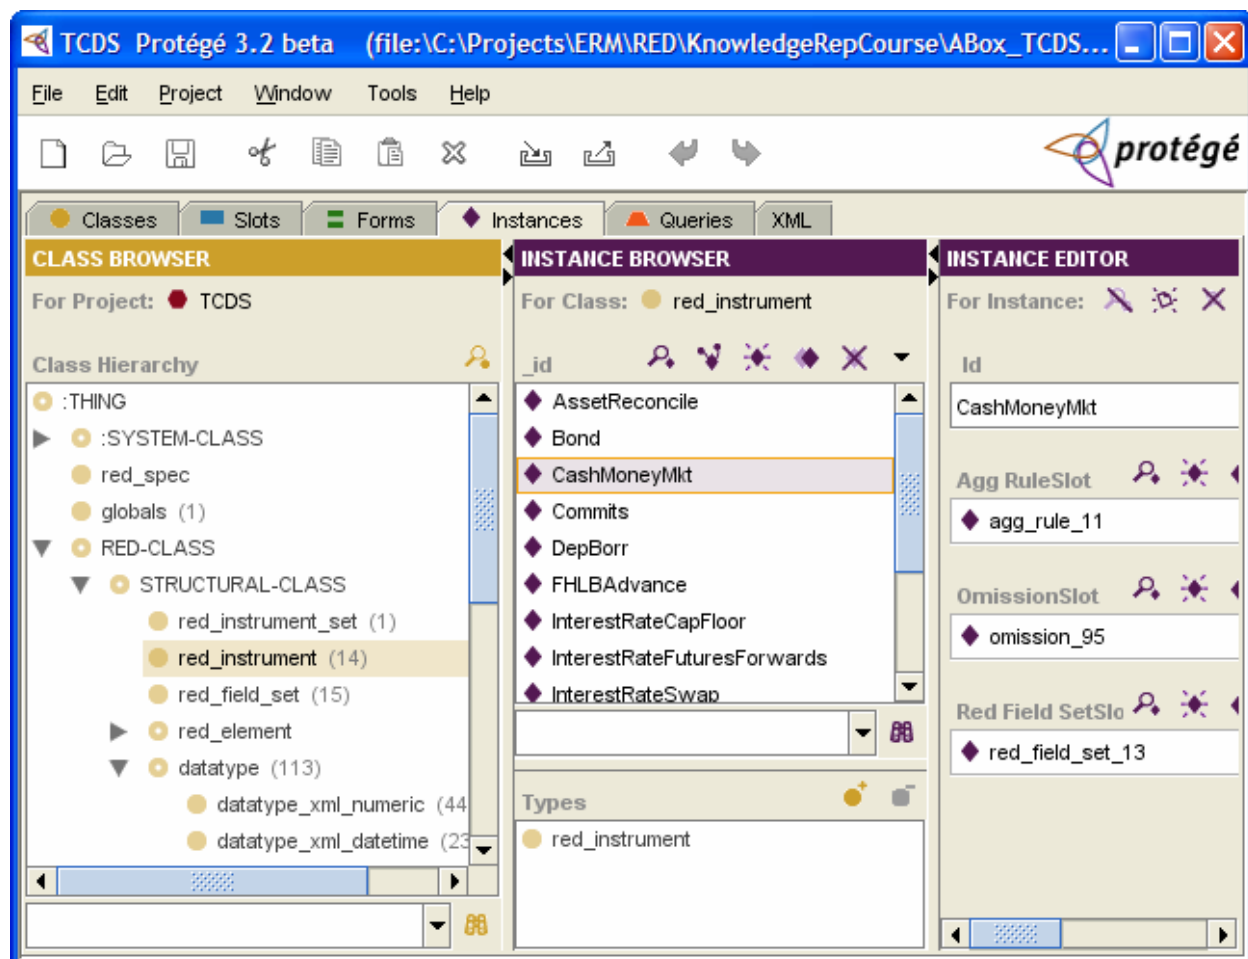 TCDS Protégé 3.2 beta (file:\C:\Projects\ERM\RED\KnowledgeRepCourse\ABox_TCDS...
File Edit Project Window Tools Help
protégé
Classes Slots Forms Instances Queries XML
CLASS BROWSER
For Project: TCDS
Class Hierarchy
:THING
:SYSTEM-CLASS
red_spec
globals (1)
RED-CLASS
STRUCTURAL-CLASS
red_instrument_set (1)
red_instrument (14)
red_field_set (15)
red_element
datatype (113)
datatype_xml_numeric (44
datatype_xml_datetime (23
INSTANCE BROWSER
For Class: red_instrument
_id
AssetReconcile
Bond
CashMoneyMkt
Commits
DepBorr
FHLBAdvance
InterestRateCapFloor
InterestRateFuturesForwards
InterestRateSwap
Types
red_instrument
INSTANCE EDITOR
For Instance:
Id
CashMoneyMkt
Agg RuleSlot
agg_rule_11
OmissionSlot
omission_95
Red Field SetSlo
red_field_set_13